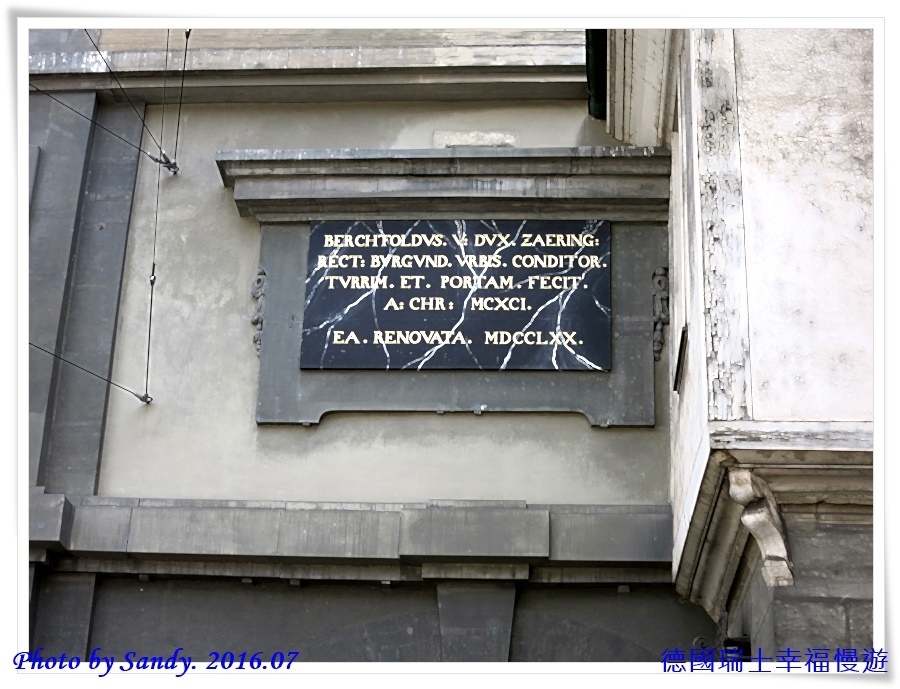 BERCHTOLDVS. V: DVX. ZAERING:
RECT: BVRGVND. VRBIS. CONDITOR.
TVRRIM. ET. PORTAM. FECIT.
A: CHR: MCXCI.
EA. RENOVATA. MDCCLXX.
Photo by Sandy. 2016.07
德國瑞士幸福慢遊